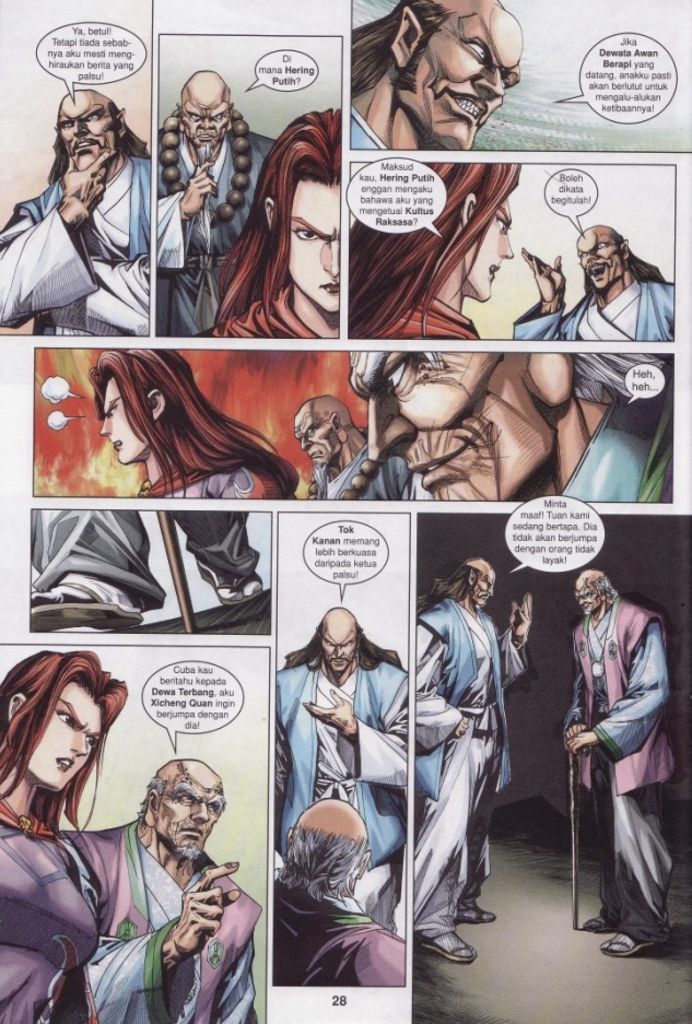 Ya, betul!
Tetapi tiada sebab-
nya aku mesti meng-
hiraukan berita yang
palsu!
Di
mana Hering
Putih?
Jika
Dewata Awan
Berapi yang
datang, anakku pasti
akan berlutut untuk
mengalu-alukan
ketibaannya!
Maksud
kau, Hering Putih
enggan mengaku
bahawa aku yang
mengetuai Kultus
Raksasa?
Boleh
dikata
begitulah!
Heh,
heh...
Tok
Kanan memang
lebih berkuasa
daripada ketua
palsu!
Minta
maaf! Tuan kami
sedang bertapa. Dia
tidak akan berjumpa
dengan orang tidak
layak!
Cuba kau
beritahu kepada
Dewa Terbang, aku
Xicheng Quan ingin
berjumpa dengan
dia!
28